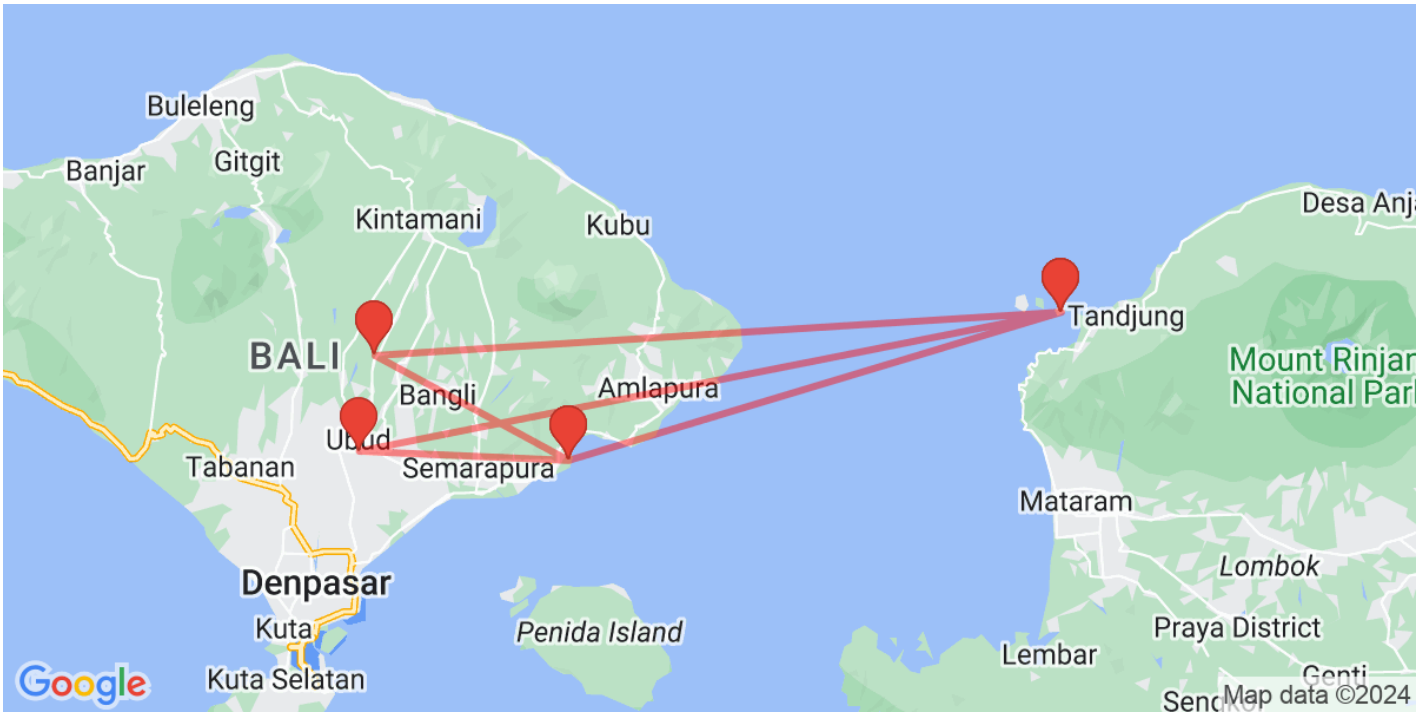 Buleleng
Gitgit
Banjar
Kintamani
Kubu
Desa Anja
Tandjung
BALI
Mount Rinjan
National Park
Bangli
Amlapura
Ubud
Semarapura
Tabanan
Mataram
Lombok
Denpasar
Kuta
Penida Island
Praya District
Lembar
Kuta Selatan
Genti
Google
Map data ©2024